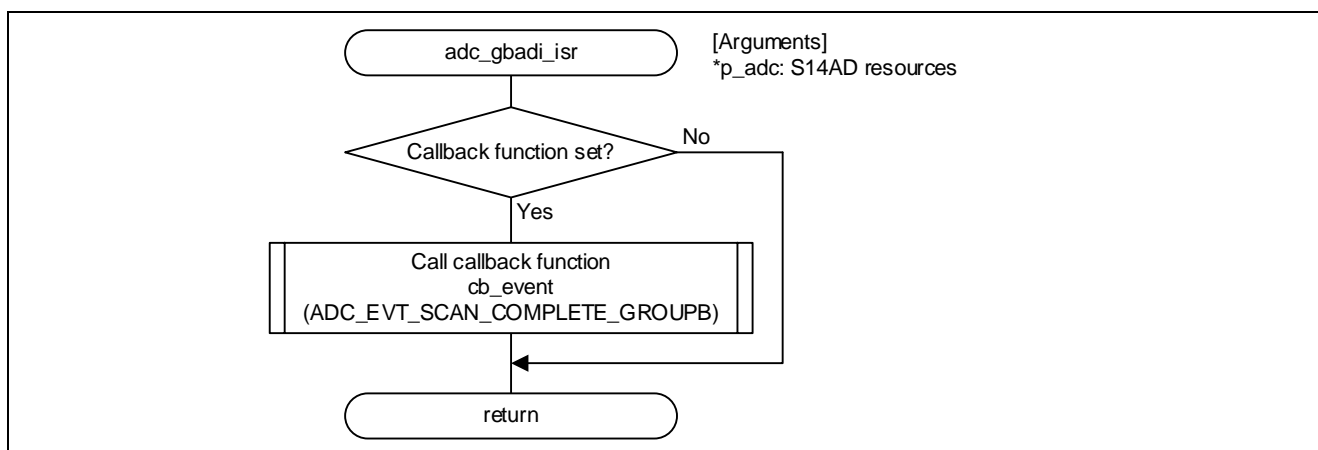 adc_gbadi_isr
[Arguments]
*p_adc: S14AD resources
Callback function set?
No
Yes
Call callback function
cb_event
(ADC_EVT_SCAN_COMPLETE_GROUPB)
return